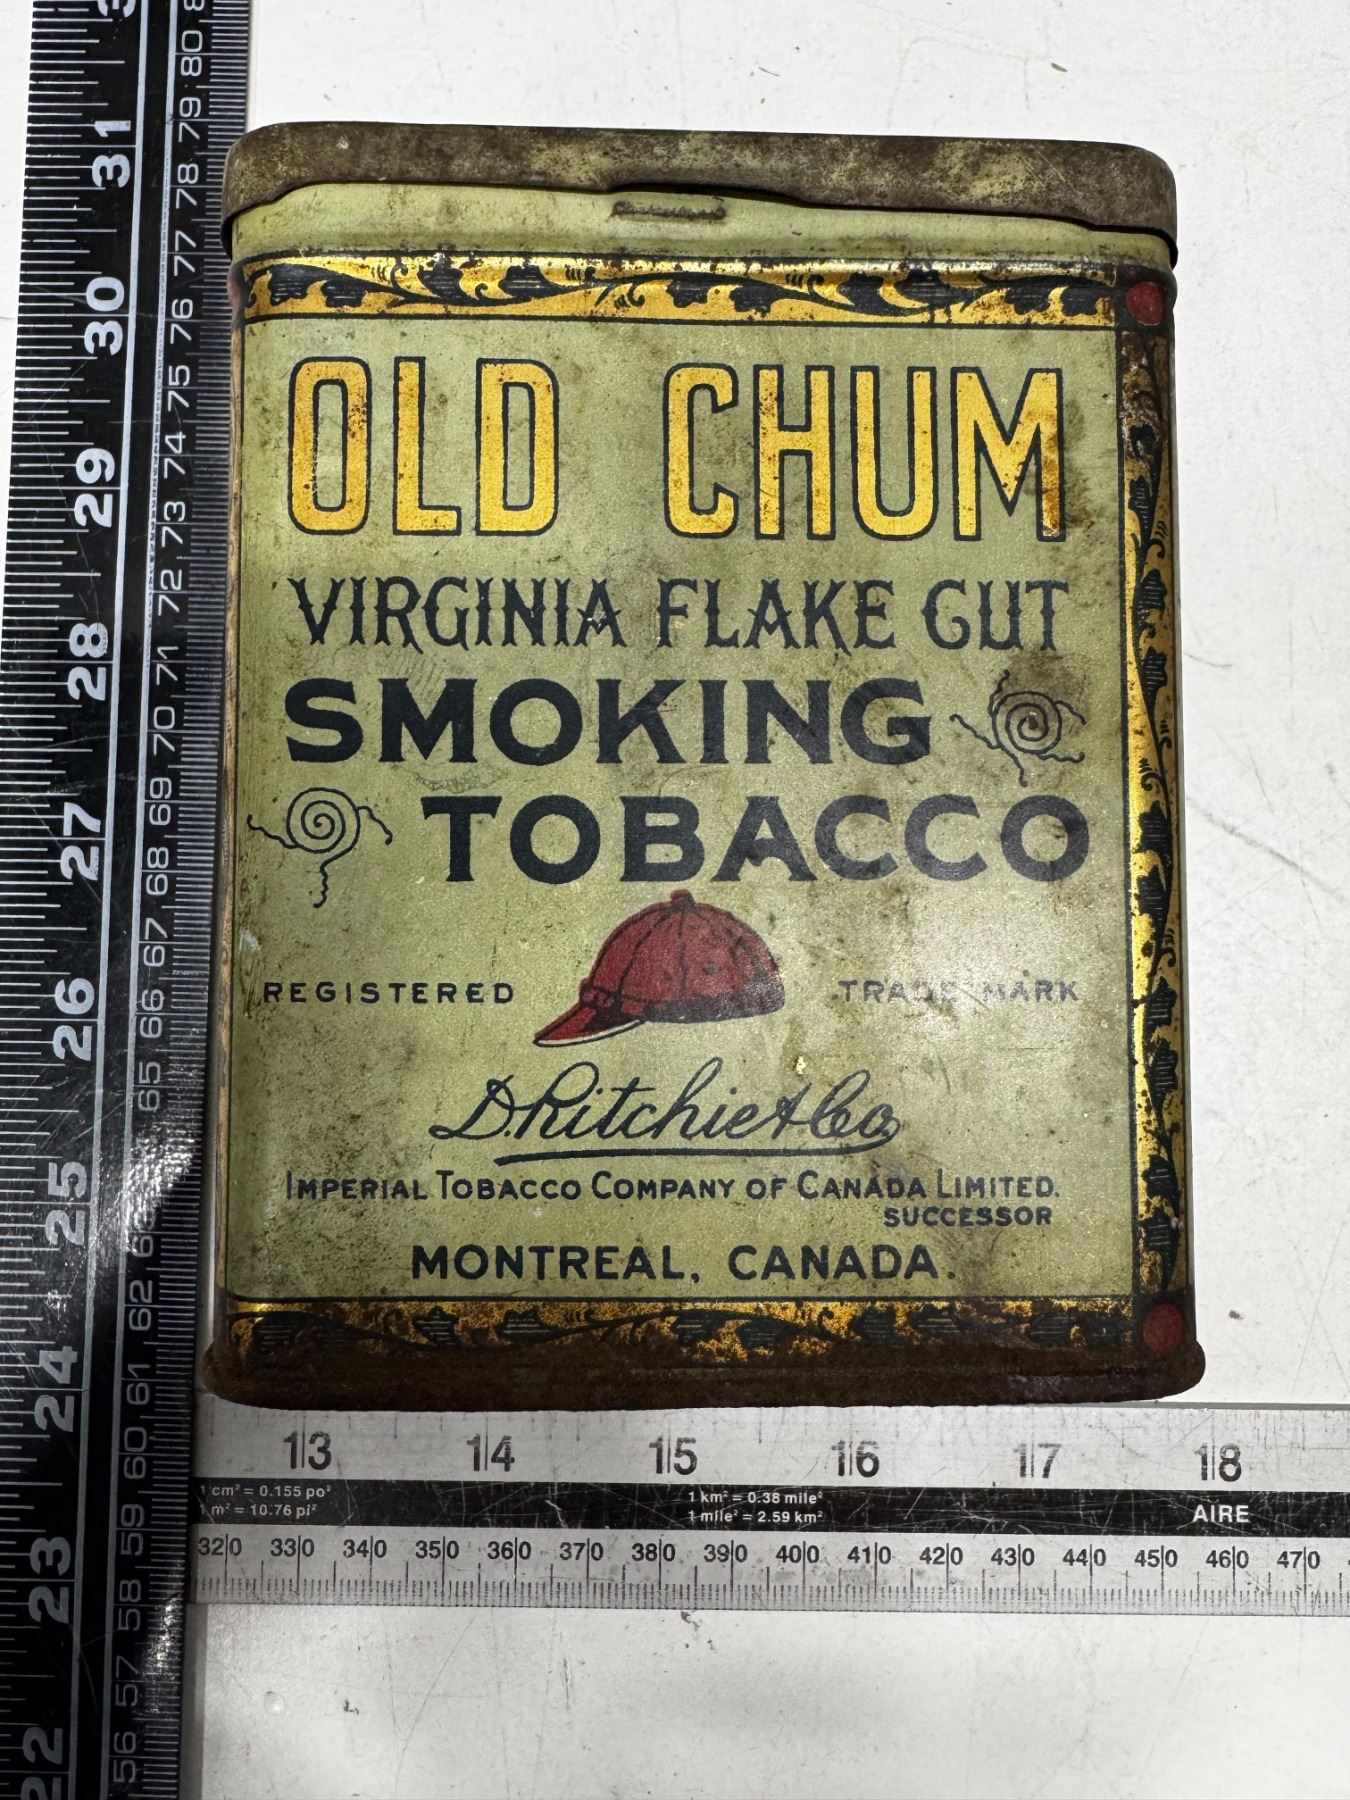 OLD CHUM
VIRGINIA FLAKE CUT
SMOKING
TOBACCO
REGISTERED TRADE MARK
D. Ritchie & Co.
IMPERIAL TOBACCO COMPANY OF CANADA LIMITED.
SUCCESSOR
MONTREAL, CANADA.
31
30
29
28
27
26
25
24
23
22
80 79 78 77 76 75 74 73 72 71 70 69 68 67 66 65 62 61 60 59 58 57 56
13 14 15 16 17 18
cm² = 0.155 po² 1 km² = 0.38 mile² AIRE
m² = 10.76 pi² 1 mile² = 2.59 km²
320 330 340 350 360 370 380 390 400 410 420 430 440 450 460 470